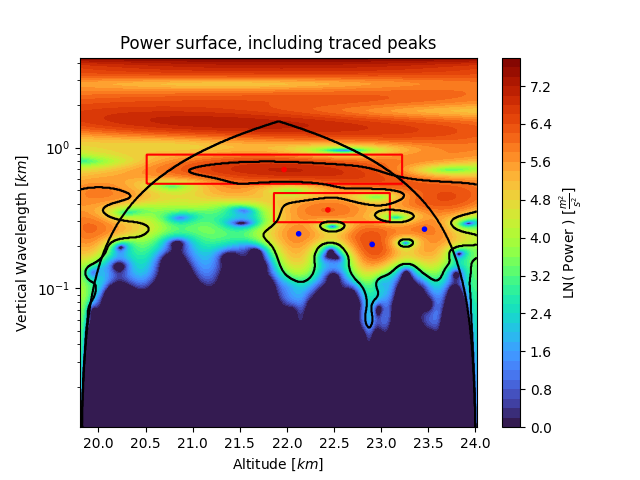 Power surface, including traced peaks
Vertical Wavelength [km]
10⁰
10⁻¹
20.0 20.5 21.0 21.5 22.0 22.5 23.0 23.5 24.0
Altitude [km]
7.2
6.4
5.6
4.8
4.0
3.2
2.4
1.6
0.8
0.0
LN( Power ) [m²/s²]